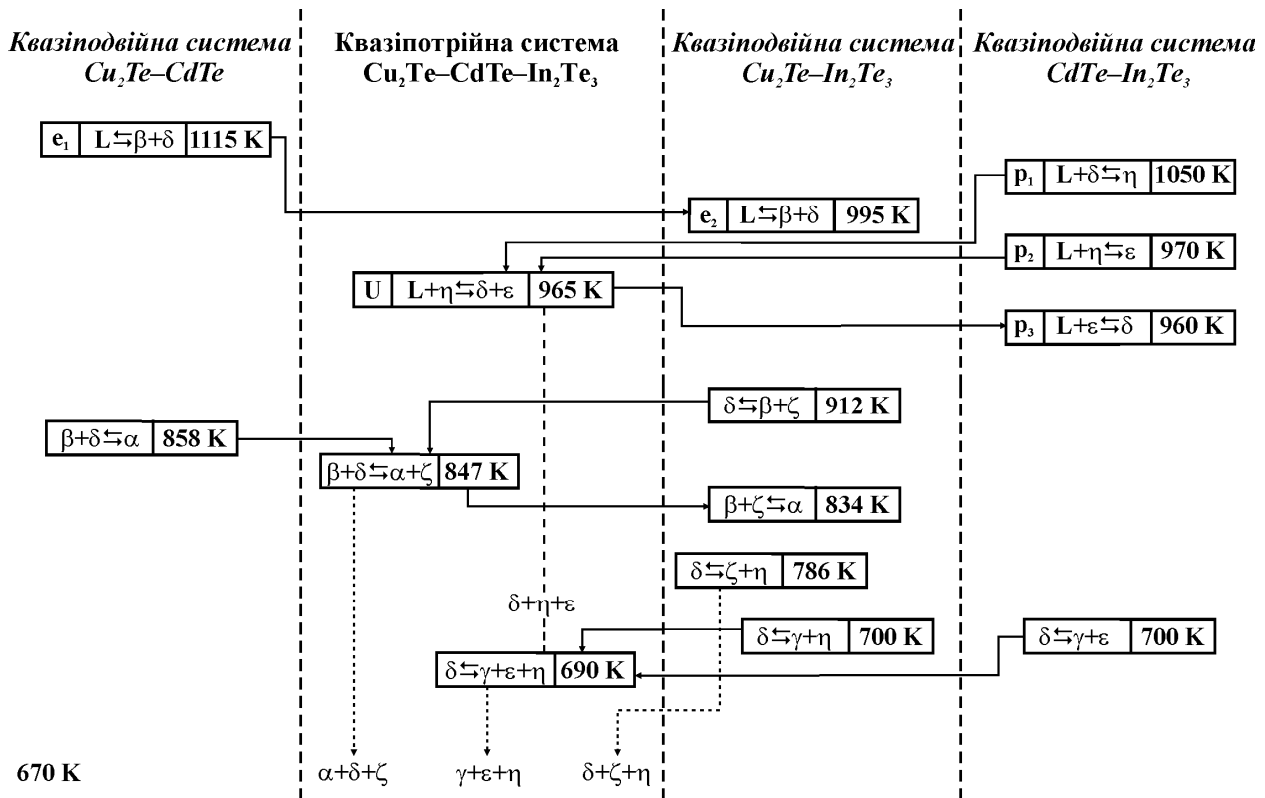 Квазіподвійна система
Cu₂Te–CdTe
Квазіпотрійна система
Cu₂Te–CdTe–In₂Te₃
Квазіподвійна система
Cu₂Te–In₂Te₃
Квазіподвійна система
CdTe–In₂Te₃
e₁ L⇆β+δ 1115 K
p₁ L+δ⇆η 1050 K
e₂ L⇆β+δ 995 K
p₂ L+η⇆ε 970 K
U L+η⇆δ+ε 965 K
p₃ L+ε⇆δ 960 K
δ⇆β+ζ 912 K
β+δ⇆α 858 K
β+δ⇆α+ζ 847 K
β+ζ⇆α 834 K
δ⇆ζ+η 786 K
δ+η+ε
δ⇆γ+η 700 K
δ⇆γ+ε 700 K
δ⇆γ+ε+η 690 K
670 K
α+δ+ζ
γ+ε+η
δ+ζ+η